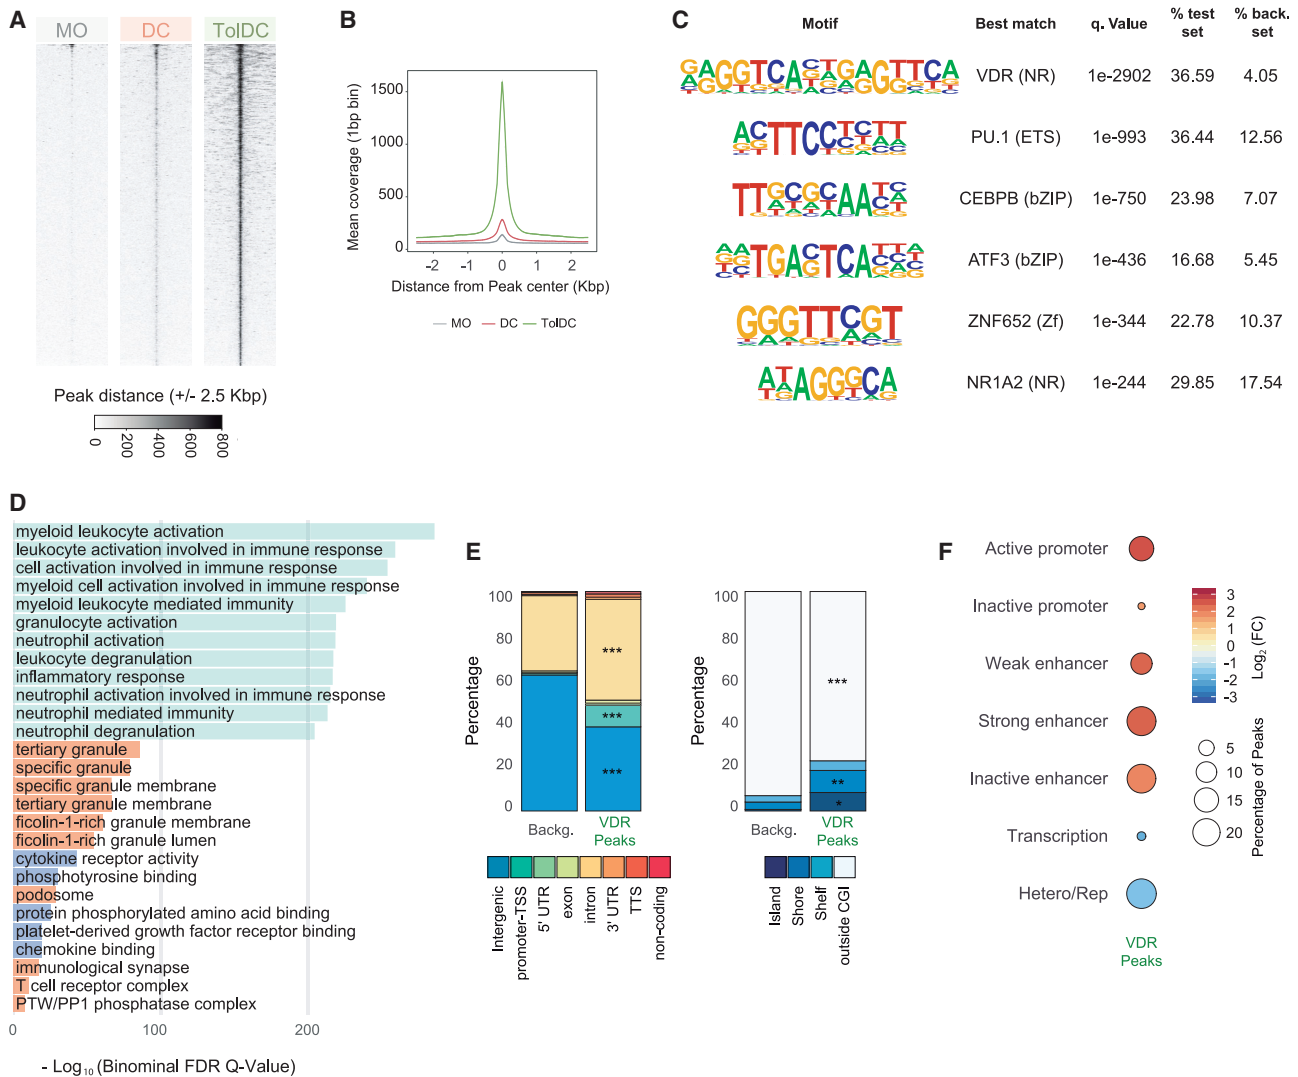 A
MO DC TolDC
Peak distance (+/- 2.5 Kbp)
0 200 400 600 800
B
Mean coverage (1bp bin)
1500
1000
500
0
-2 -1 0 1 2
Distance from Peak center (Kbp)
MO DC TolDC
C
Motif Best match q. Value % test set % back. set
VDR (NR) 1e-2902 36.59 4.05
PU.1 (ETS) 1e-993 36.44 12.56
CEBPB (bZIP) 1e-750 23.98 7.07
ATF3 (bZIP) 1e-436 16.68 5.45
ZNF652 (Zf) 1e-344 22.78 10.37
NR1A2 (NR) 1e-244 29.85 17.54
D
myeloid leukocyte activation
leukocyte activation involved in immune response
cell activation involved in immune response
myeloid cell activation involved in immune response
myeloid leukocyte mediated immunity
granulocyte activation
neutrophil activation
leukocyte degranulation
inflammatory response
neutrophil activation involved in immune response
neutrophil mediated immunity
neutrophil degranulation
tertiary granule
specific granule
specific granule membrane
tertiary granule membrane
ficolin-1-rich granule membrane
ficolin-1-rich granule lumen
cytokine receptor activity
phosphotyrosine binding
podosome
protein phosphorylated amino acid binding
platelet-derived growth factor receptor binding
chemokine binding
immunological synapse
T cell receptor complex
PTW/PP1 phosphatase complex
0 100 200
- Log10 (Binominal FDR Q-Value)
E
Percentage
100
80
60
40
20
0
***
***
***
Backg. VDR Peaks
Intergenic
promoter-TSS
5' UTR
exon
intron
3' UTR
TTS
non-coding
Percentage
100
80
60
40
20
0
***
**
*
Backg. VDR Peaks
Island
Shore
Shelf
outside CGI
F
Active promoter
Inactive promoter
Weak enhancer
Strong enhancer
Inactive enhancer
Transcription
Hetero/Rep
VDR
Peaks
3
2
1
0
-1
-2
-3
Log2 (FC)
5
10
15
20
Percentage of Peaks